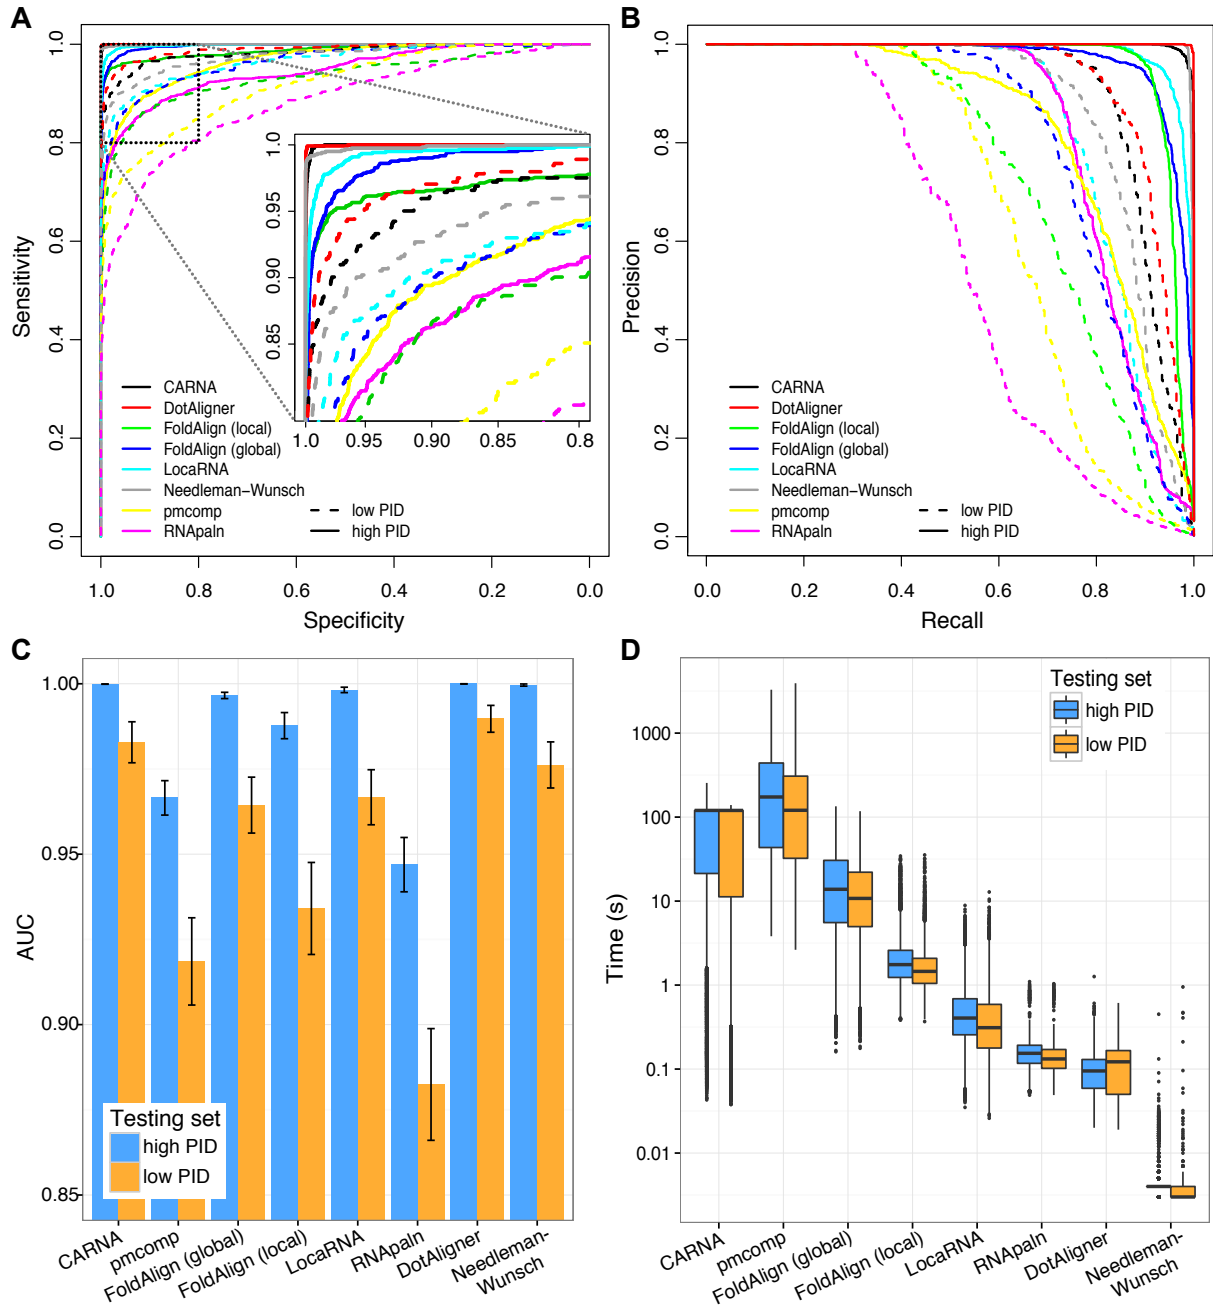 A
1.0
0.8
0.6
0.4
0.2
0.0
Sensitivity
1.0
0.8
0.6
0.4
0.2
0.0
Specificity
1.0
0.95
0.90
0.85
1.0
0.95
0.90
0.85
0.8
CARNA
DotAligner
FoldAlign (local)
FoldAlign (global)
LocaRNA
Needleman−Wunsch
pmcomp
RNApaln
low PID
high PID
B
1.0
0.8
0.6
0.4
0.2
0.0
Precision
0.0
0.2
0.4
0.6
0.8
1.0
Recall
CARNA
DotAligner
FoldAlign (local)
FoldAlign (global)
LocaRNA
Needleman−Wunsch
pmcomp
RNApaln
low PID
high PID
C
1.00
0.95
0.90
0.85
AUC
Testing set
high PID
low PID
CARNA
pmcomp
FoldAlign (global)
FoldAlign (local)
LocaRNA
RNApaln
DotAligner
Needleman-
Wunsch
D
1000
100
10
1
0.1
0.01
Time (s)
Testing set
high PID
low PID
CARNA
pmcomp
FoldAlign (global)
FoldAlign (local)
LocaRNA
RNApaln
DotAligner
Needleman-
Wunsch